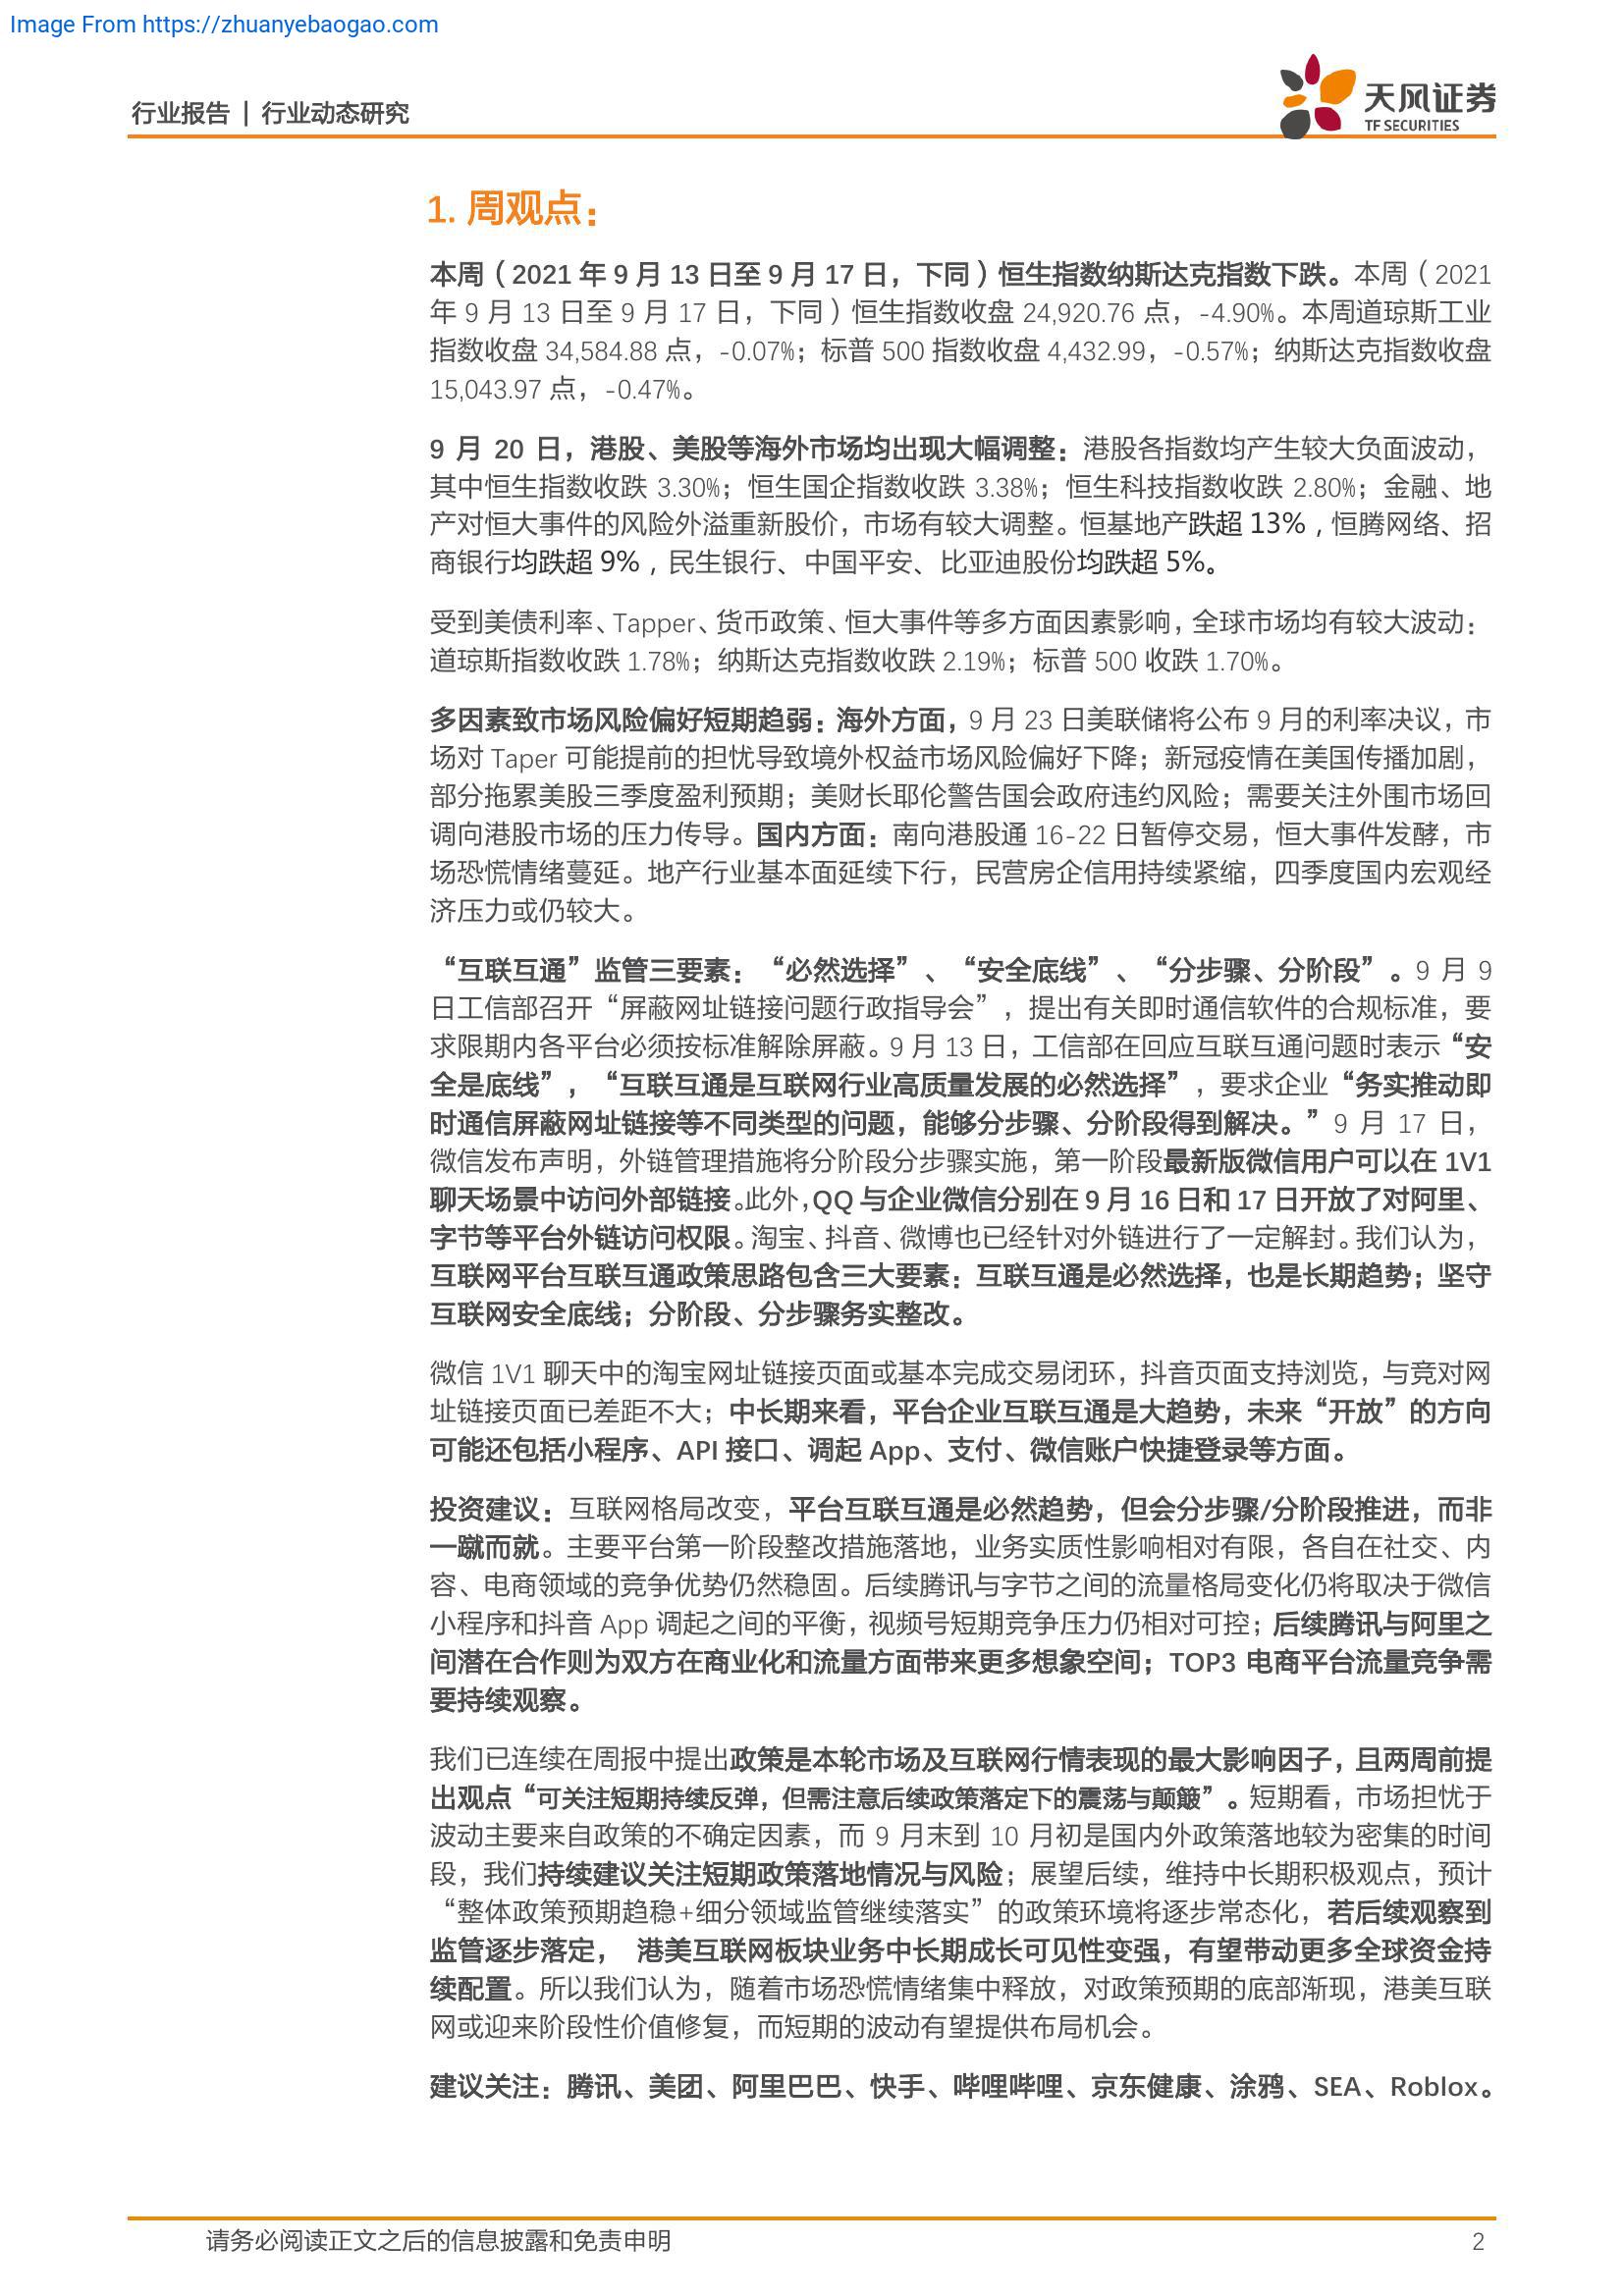 Image From https://zhuanyebaogao.com
行业报告 | 行业动态研究
天风证券
TF SECURITIES
1. 周观点：
本周（2021 年 9 月 13 日至 9 月 17 日，下同）恒生指数纳斯达克指数下跌。本周（2021
年 9 月 13 日至 9 月 17 日，下同）恒生指数收盘 24,920.76 点，-4.90%。本周道琼斯工业
指数收盘 34,584.88 点，-0.07%；标普 500 指数收盘 4,432.99，-0.57%；纳斯达克指数收盘
15,043.97 点，-0.47%。
9 月 20 日，港股、美股等海外市场均出现大幅调整：港股各指数均产生较大负面波动，
其中恒生指数收跌 3.30%；恒生国企指数收跌 3.38%；恒生科技指数收跌 2.80%；金融、地
产对恒大事件的风险外溢重新股价，市场有较大调整。恒基地产跌超 13%，恒腾网络、招
商银行均跌超 9%，民生银行、中国平安、比亚迪股份均跌超 5%。
受到美债利率、Tapper、货币政策、恒大事件等多方面因素影响，全球市场均有较大波动：
道琼斯指数收跌 1.78%；纳斯达克指数收跌 2.19%；标普 500 收跌 1.70%。
多因素致市场风险偏好短期趋弱：海外方面，9 月 23 日美联储将公布 9 月的利率决议，市
场对 Taper 可能提前的担忧导致境外权益市场风险偏好下降；新冠疫情在美国传播加剧，
部分拖累美股三季度盈利预期；美财长耶伦警告国会政府违约风险；需要关注外围市场回
调向港股市场的压力传导。国内方面：南向港股通 16-22 日暂停交易，恒大事件发酵，市
场恐慌情绪蔓延。地产行业基本面延续下行，民营房企信用持续紧缩，四季度国内宏观经
济压力或仍较大。
“互联互通”监管三要素：“必然选择”、“安全底线”、“分步骤、分阶段”。9 月 9
日工信部召开“屏蔽网址链接问题行政指导会”，提出有关即时通信软件的合规标准，要
求限期内各平台必须按标准解除屏蔽。9 月 13 日，工信部在回应互联互通问题时表示“安
全是底线”，“互联互通是互联网行业高质量发展的必然选择”，要求企业“务实推动即
时通信屏蔽网址链接等不同类型的问题，能够分步骤、分阶段得到解决。”9 月 17 日，
微信发布声明，外链管理措施将分阶段分步骤实施，第一阶段最新版微信用户可以在 1V1
聊天场景中访问外部链接。此外，QQ 与企业微信分别在 9 月 16 日和 17 日开放了对阿里、
字节等平台外链访问权限。淘宝、抖音、微博也已经针对外链进行了一定解封。我们认为，
互联网平台互联互通政策思路包含三大要素：互联互通是必然选择，也是长期趋势；坚守
互联网安全底线；分阶段、分步骤务实整改。
微信 1V1 聊天中的淘宝网址链接页面或基本完成交易闭环，抖音页面支持浏览，与竞对网
址链接页面已差距不大；中长期来看，平台企业互联互通是大趋势，未来“开放”的方向
可能还包括小程序、API 接口、调起 App、支付、微信账户快捷登录等方面。
投资建议：互联网格局改变，平台互联互通是必然趋势，但会分步骤/分阶段推进，而非
一蹴而就。主要平台第一阶段整改措施落地，业务实质性影响相对有限，各自在社交、内
容、电商领域的竞争优势仍然稳固。后续腾讯与字节之间的流量格局变化仍将取决于微信
小程序和抖音 App 调起之间的平衡，视频号短期竞争压力仍相对可控；后续腾讯与阿里之
间潜在合作则为双方在商业化和流量方面带来更多想象空间；TOP3 电商平台流量竞争需
要持续观察。
我们已连续在周报中提出政策是本轮市场及互联网行情表现的最大影响因子，且两周前提
出观点“可关注短期持续反弹，但需注意后续政策落定下的震荡与颠簸”。短期看，市场担忧于
波动主要来自政策的不确定因素，而 9 月末到 10 月初是国内外政策落地较为密集的时间
段，我们持续建议关注短期政策落地情况与风险；展望后续，维持中长期积极观点，预计
“整体政策预期趋稳+细分领域监管继续落实”的政策环境将逐步常态化，若后续观察到
监管逐步落定， 港美互联网板块业务中长期成长可见性变强，有望带动更多全球资金持
续配置。所以我们认为，随着市场恐慌情绪集中释放，对政策预期的底部渐现，港美互联
网或迎来阶段性价值修复，而短期的波动有望提供布局机会。
建议关注：腾讯、美团、阿里巴巴、快手、哔哩哔哩、京东健康、涂鸦、SEA、Roblox。
请务必阅读正文之后的信息披露和免责申明
2